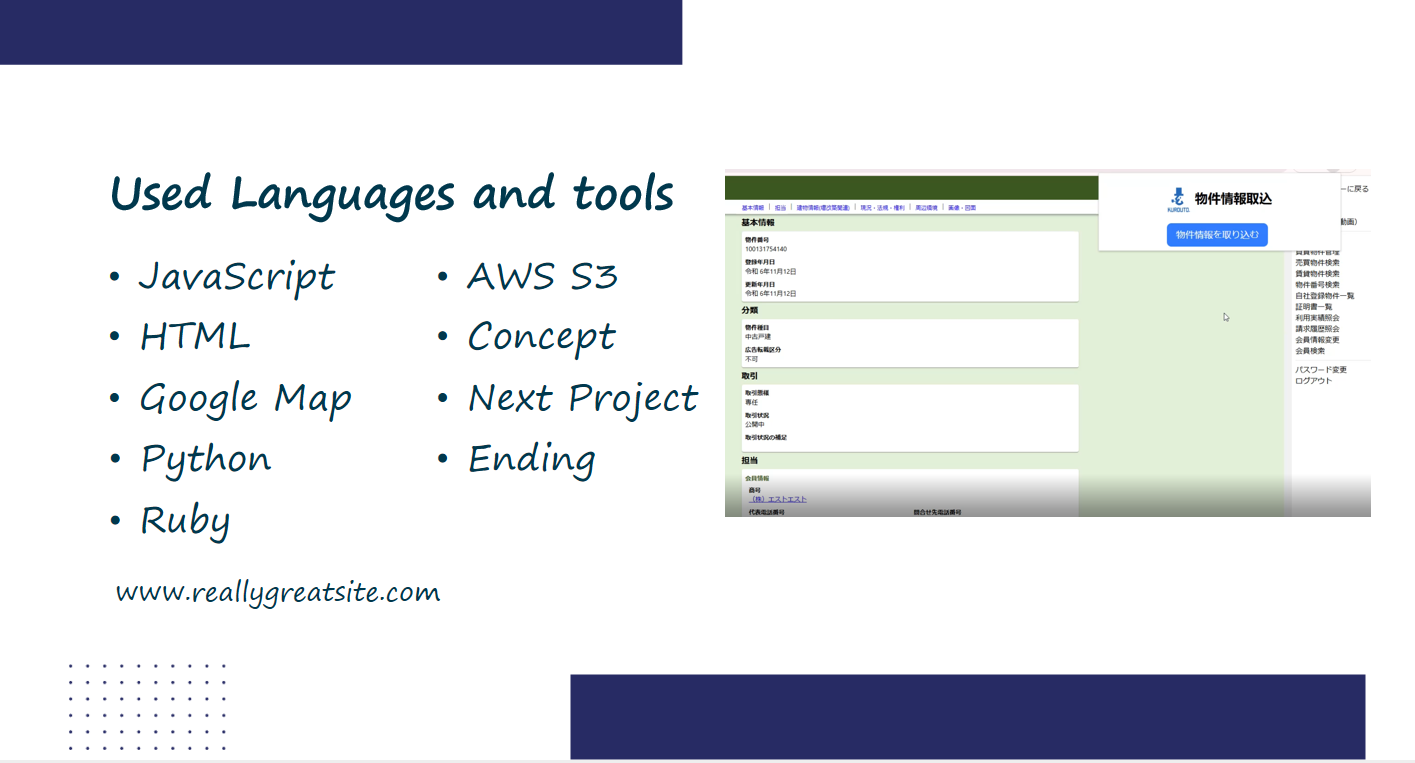 Used Languages and tools
• JavaScript
• HTML
• Google Map
• Python
• Ruby
• AWS S3
• Concept
• Next Project
• Ending
www.reallygreatsite.com
基本情報 | 担当 | 建物情報(増改築関連) | 現況・法規・権利 | 周辺環境 | 画像・図面
基本情報
物件番号
100131754140
登録年月日
令和 6年11月12日
更新年月日
令和 6年11月12日
分類
物件種目
中古戸建
広告転載区分
不可
取引
取引態様
専任
取引状況
公開中
取引状況の補足
担当
会員情報
商号
(株)エストエスト
代表電話番号
問合せ先電話番号
KUROUTO.
物件情報取込
物件情報を取り込む
ーに戻る
動画)
賃貸物件管理
売買物件検索
賃貸物件検索
物件番号検索
自社登録物件一覧
証明書一覧
利用実績照会
請求履歴照会
会員情報変更
会員検索
パスワード変更
ログアウト